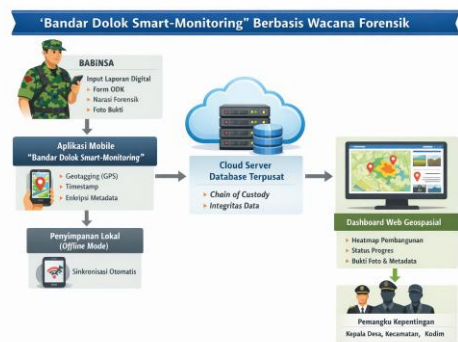 'Bandar Dolok Smart-Monitoring" Berbasis Wacana Forensik
BABiNSA
Input Laporan Digital
Form ODK
Narasi Forensik
Foto Bukti
Aplikasi Mobile
"Bandar Dolok Smart-Monitoring"
Geotagging (GPS)
Timestamp
Enkripsi Metadata
Penyimpanan Lokal
(Offline Mode)
Sinkronisasi Otomatis
Cloud Server
Database Terpusat
Chain of Custody
Integritas Data
Dashboard Web Geospasial
Heatmap Pembangunan
Status Progres
Bukti Foto & Metadata
Pemangku Kepentingan
Kepala Desa, Kecamatan, Kodim